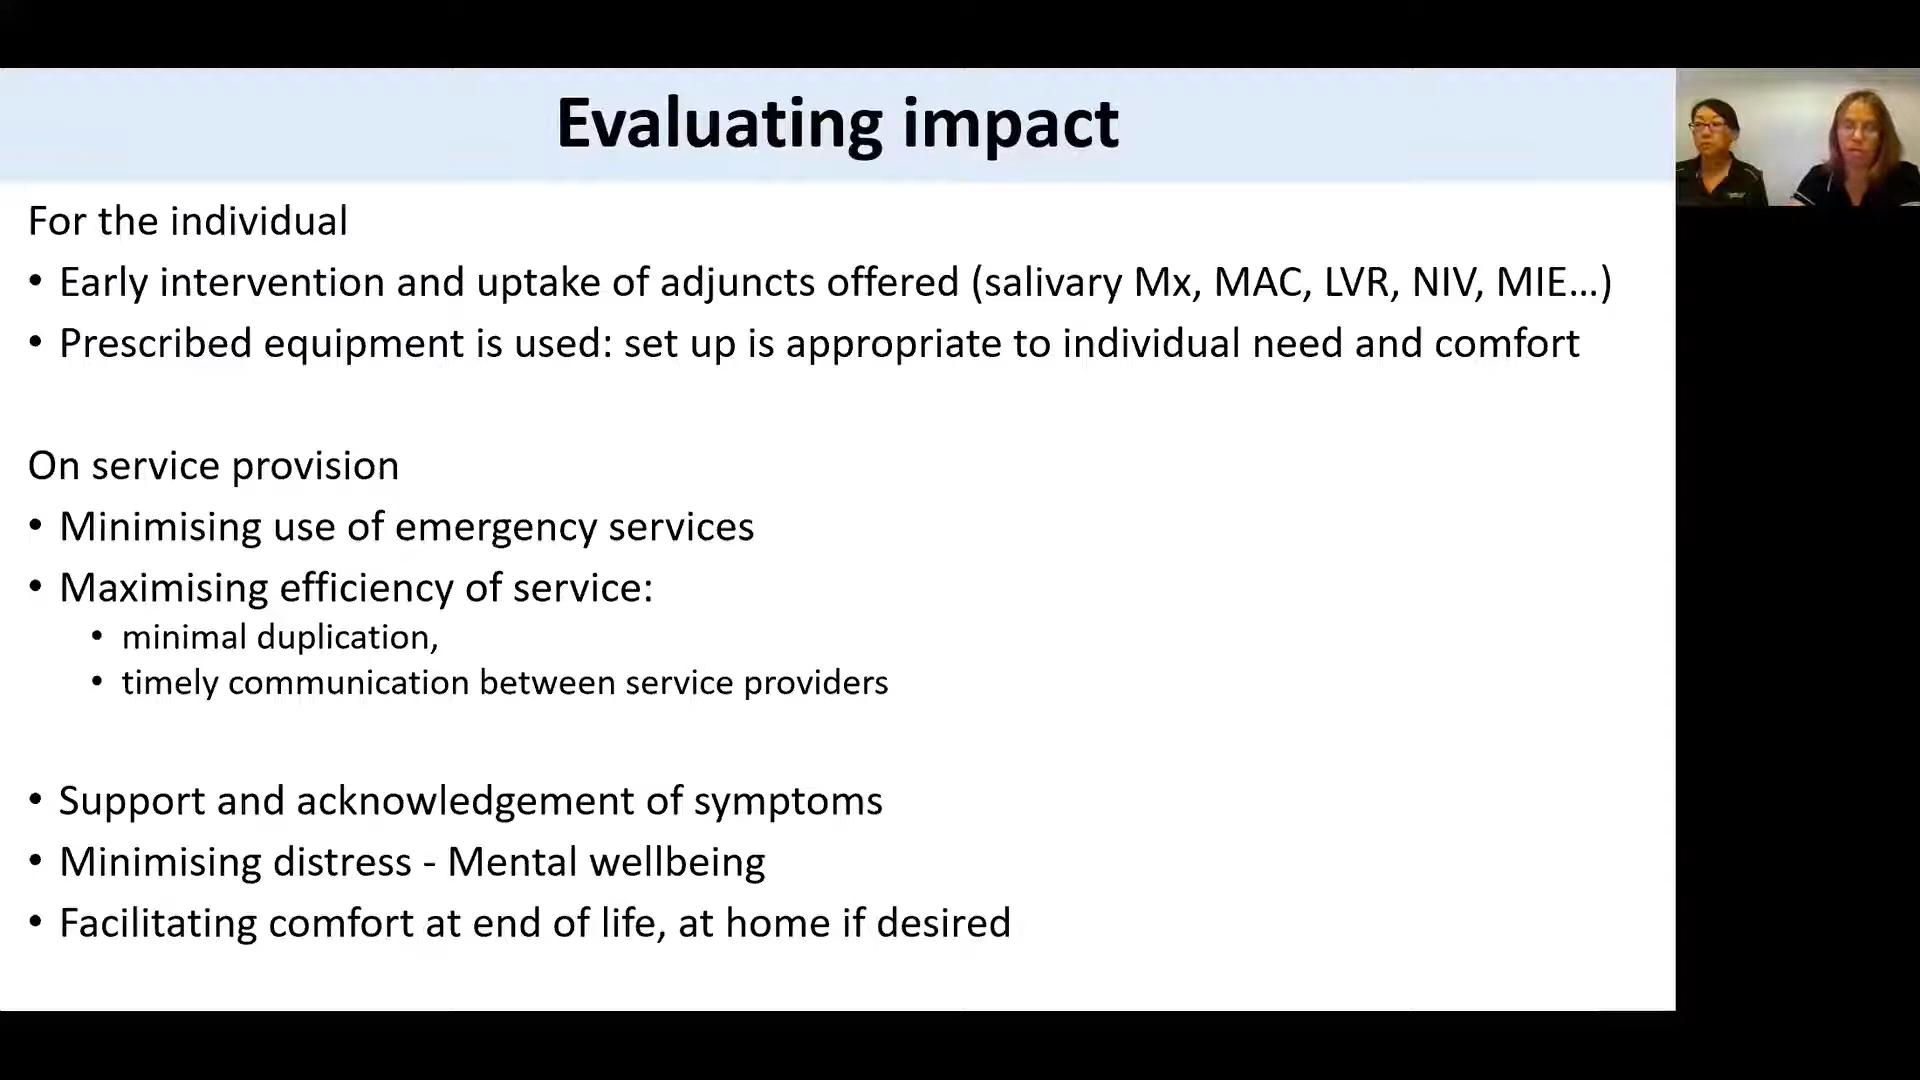 Evaluating impact
For the individual
• Early intervention and uptake of adjuncts offered (salivary Mx, MAC, LVR, NIV, MIE...)
• Prescribed equipment is used: set up is appropriate to individual need and comfort
On service provision
• Minimising use of emergency services
• Maximising efficiency of service:
• minimal duplication,
• timely communication between service providers
• Support and acknowledgement of symptoms
• Minimising distress - Mental wellbeing
• Facilitating comfort at end of life, at home if desired